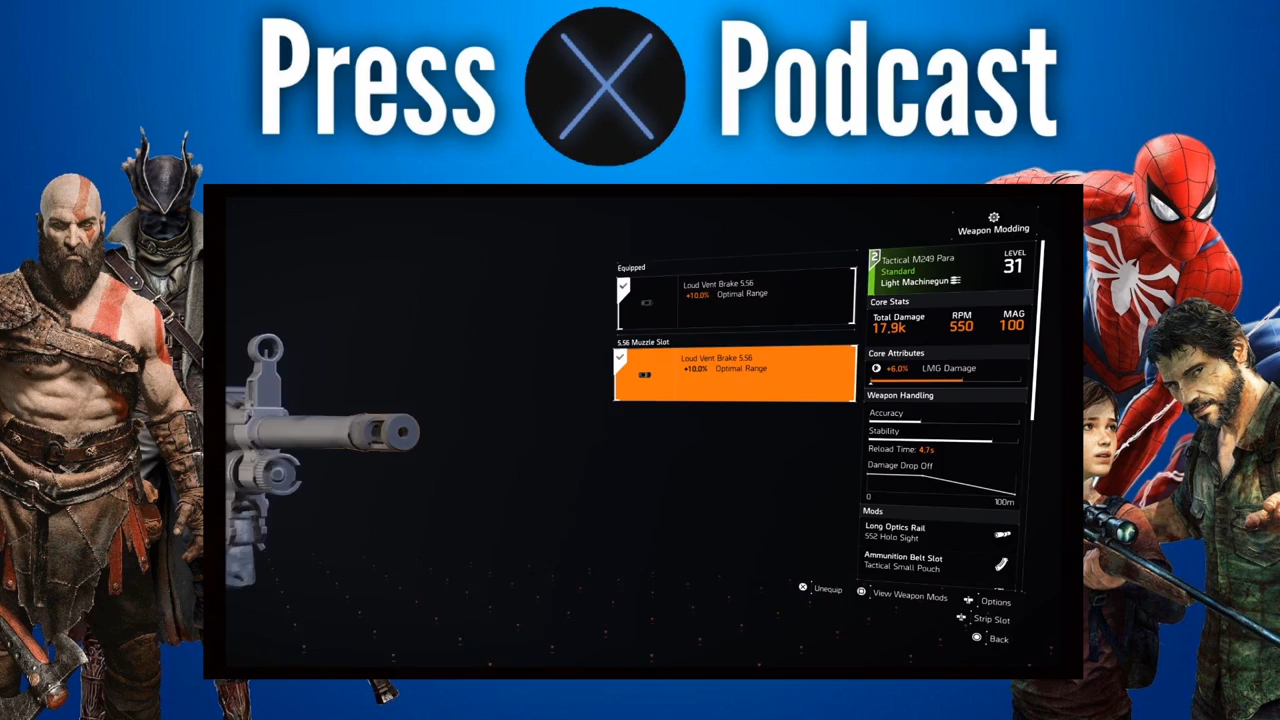 Press X Podcast
Weapon Modding
Equipped
Loud Vent Brake 5.56
+10.0% Optimal Range
5.56 Muzzle Slot
Loud Vent Brake 5.56
+10.0% Optimal Range
2
Tactical M249 Para
Standard
Light Machinegun
LEVEL
31
Core Stats
Total Damage
17.9k
RPM
550
MAG
100
Core Attributes
+6.0% LMG Damage
Weapon Handling
Accuracy
Stability
Reload Time: 4.7s
Damage Drop Off
0 100m
Mods
Long Optics Rail
552 Holo Sight
Ammunition Belt Slot
Tactical Small Pouch
Unequip
View Weapon Mods
Options
Strip Slot
Back